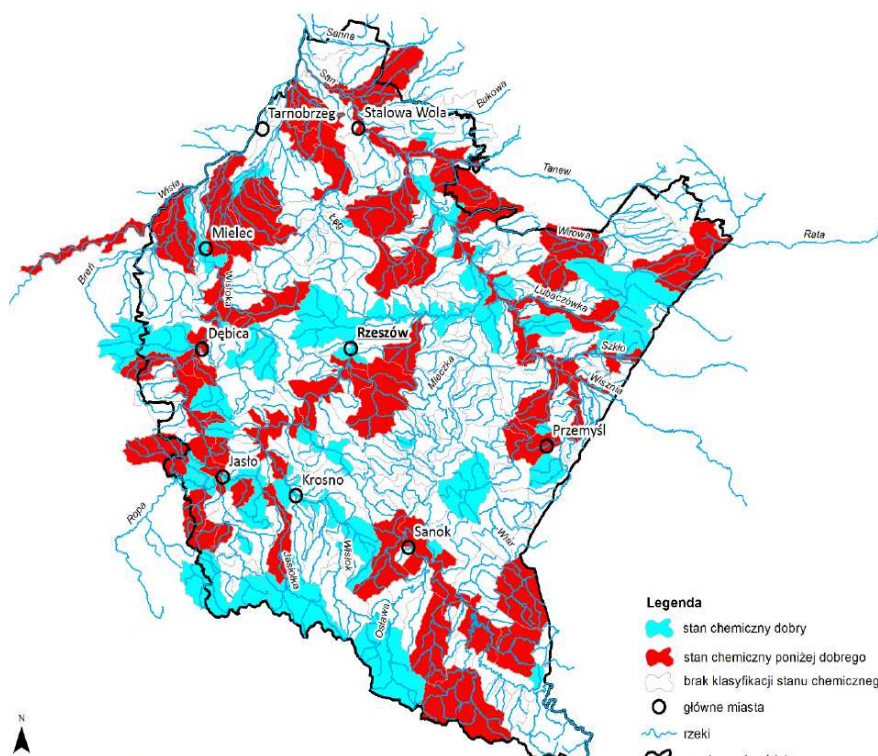 Sanna
San
Bukowa
Tarnobrzeg
Stalowa Wola
Tanew
Wisła
Łęg
Wirowa
Rata
Mielec
Breń
Wisłoka
Lubaczówka
Dębica
Rzeszów
Szkło
Mleczka
Wisznia
Przemyśl
Jasło
Krosno
Ropa
Sanok
Wiar
Jasiołka
Wisłok
Osława
Legenda
stan chemiczny dobry
stan chemiczny poniżej dobrego
brak klasyfikacji stanu chemiczneg
główne miasta
N
rzeki